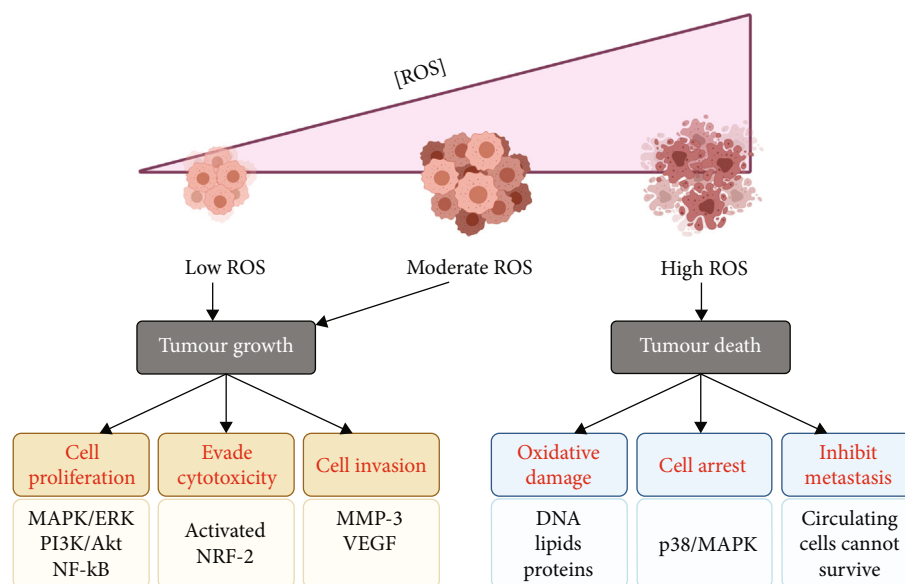 [ROS]
Low ROS
Moderate ROS
High ROS
Tumour growth
Tumour death
Cell
proliferation
Evade
cytotoxicity
Cell invasion
Oxidative
damage
Cell arrest
Inhibit
metastasis
MAPK/ERK
PI3K/Akt
NF-kB
Activated
NRF-2
MMP-3
VEGF
DNA
lipids
proteins
p38/MAPK
Circulating
cells cannot
survive